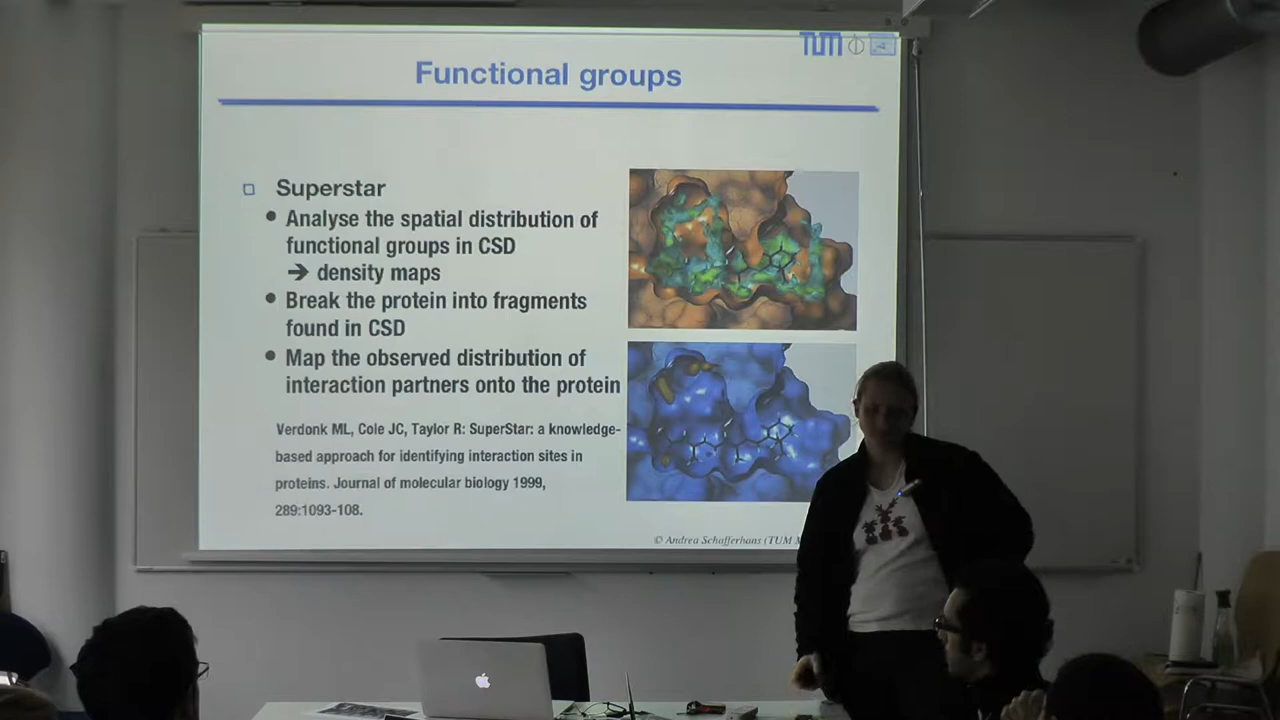 TUM
Functional groups
Superstar
Analyse the spatial distribution of
functional groups in CSD
➔ density maps
Break the protein into fragments
found in CSD
Map the observed distribution of
interaction partners onto the protein
Verdonk ML, Cole JC, Taylor R: SuperStar: a knowledge-
based approach for identifying interaction sites in
proteins. Journal of molecular biology 1999,
289:1093-108.
© Andrea Schafferhans (TUM